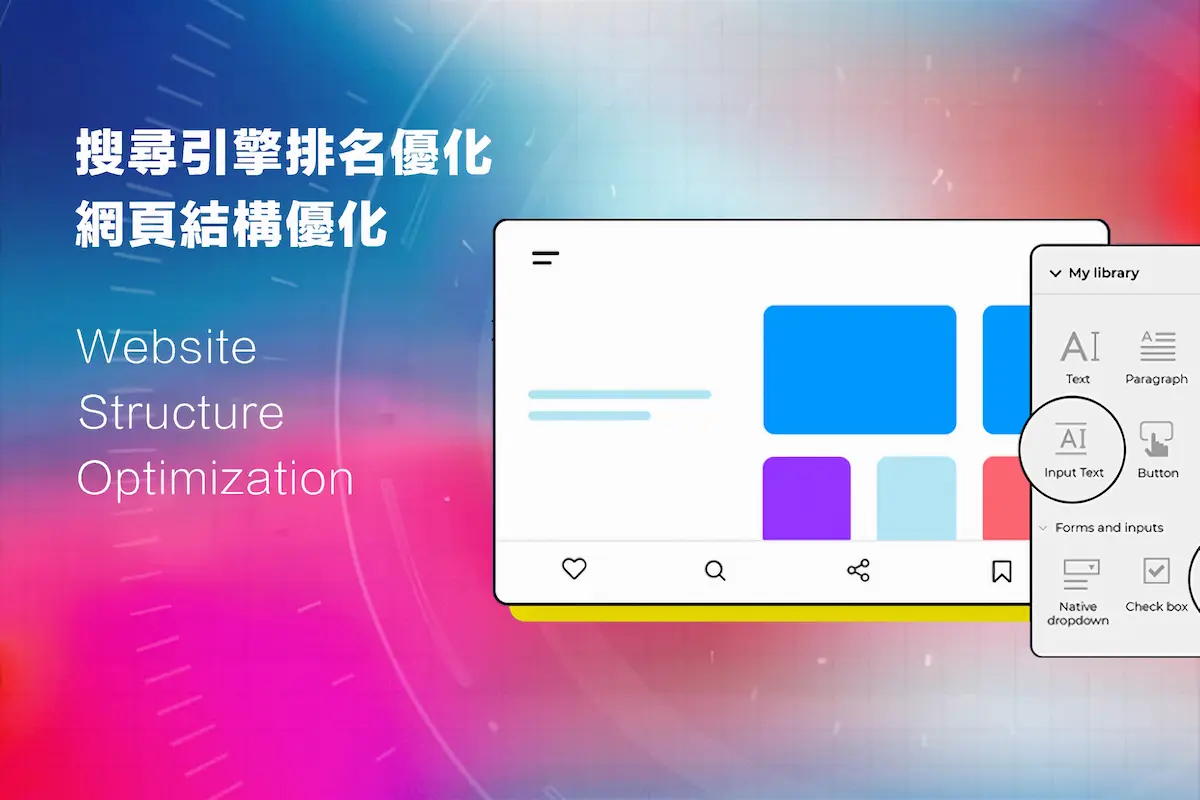 搜尋引擎排名優化
網頁結構優化
Website
Structure
Optimization
My library
AI
Text
A
Paragraph
AI
Input Text
Button
Forms and inputs
Native
dropdown
Check box